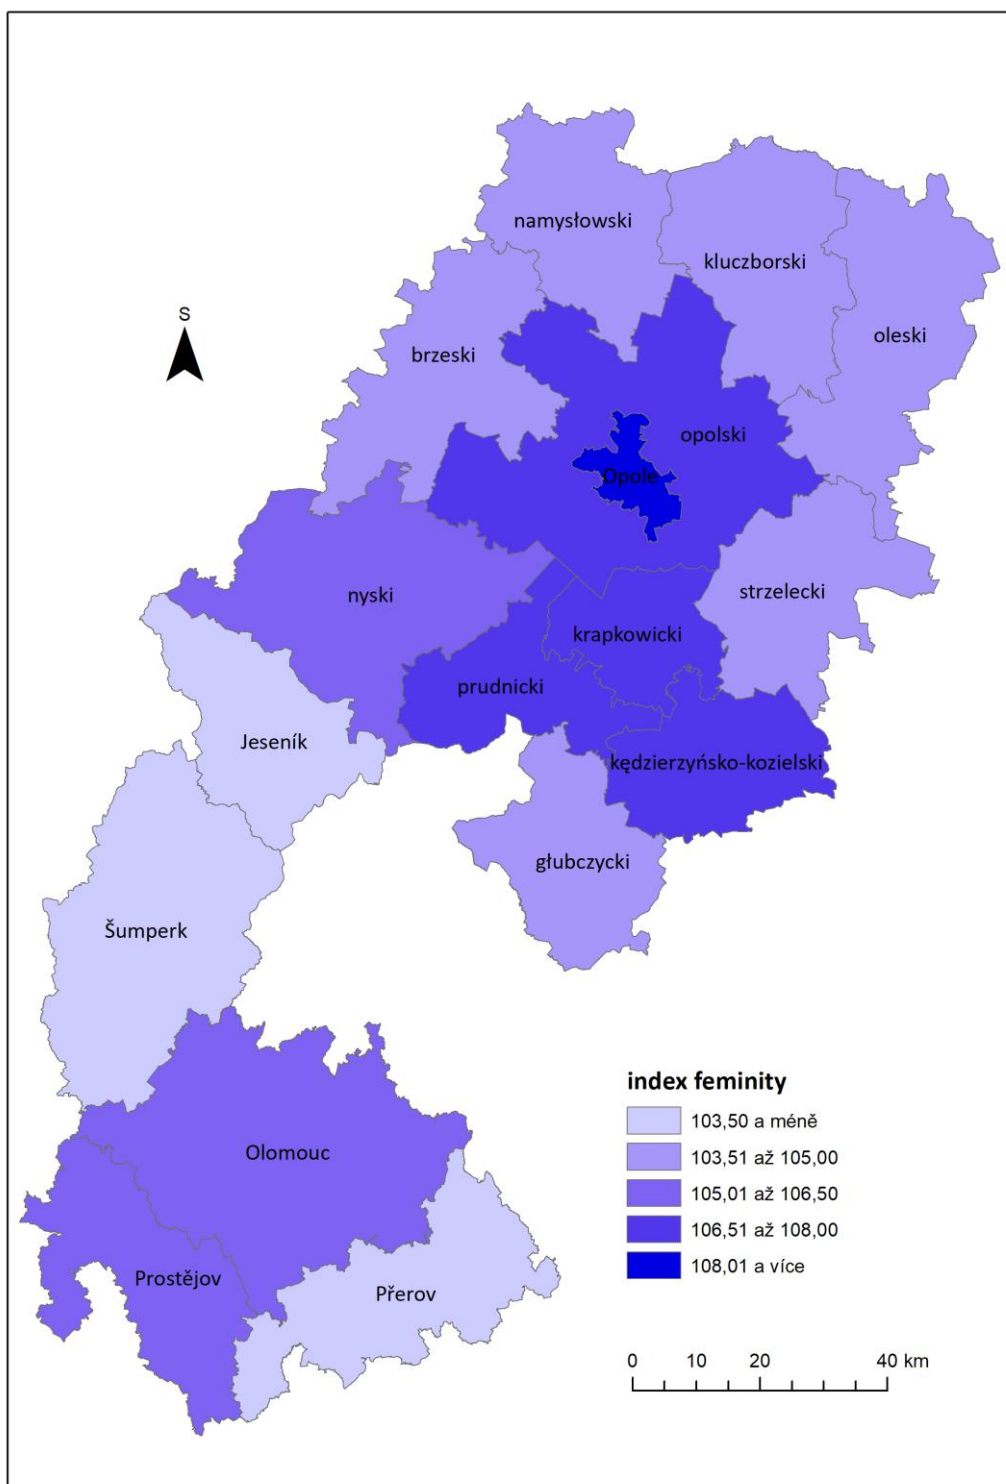 namysłowski
kluczborski
oleski
S
brzeski
opolski
Opole
nyski
strzelecki
krapkowicki
prudnicki
Jeseník
kędzierzyńsko-kozielski
głubczycki
Šumperk
Olomouc
Prostějov
Přerov
index feminity
103,50 a méně
103,51 až 105,00
105,01 až 106,50
106,51 až 108,00
108,01 a více
0 10 20 40 km